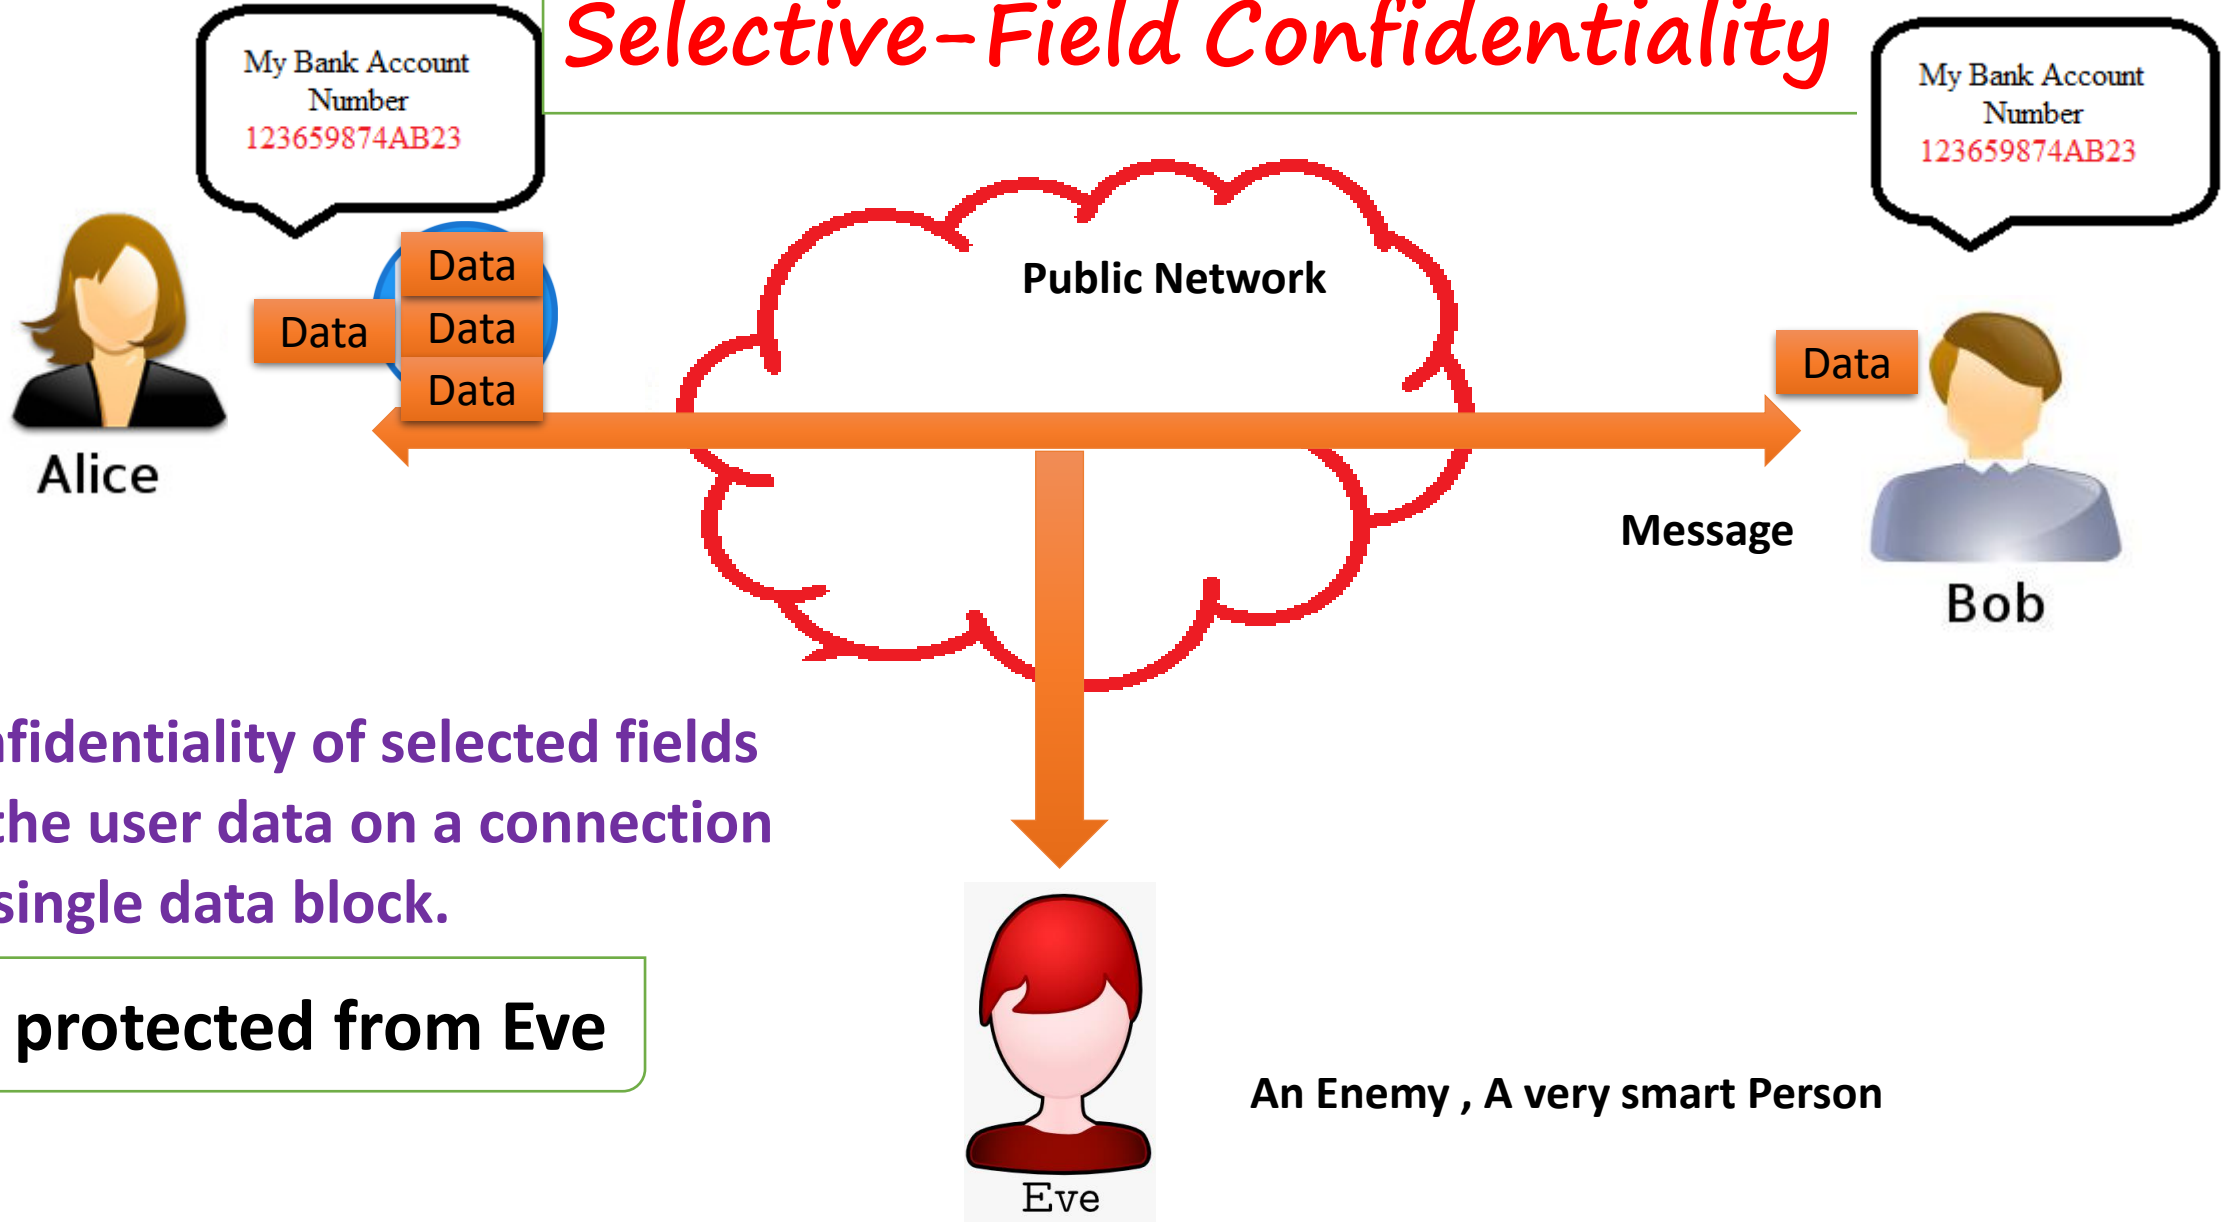 Selective-Field Confidentiality
My Bank Account
Number
123659874AB23
My Bank Account
Number
123659874AB23
Data
Data
Data
Data
Public Network
Data
Alice
Message
Bob
nfidentiality of selected fields
the user data on a connection
single data block.
protected from Eve
An Enemy , A very smart Person
Eve